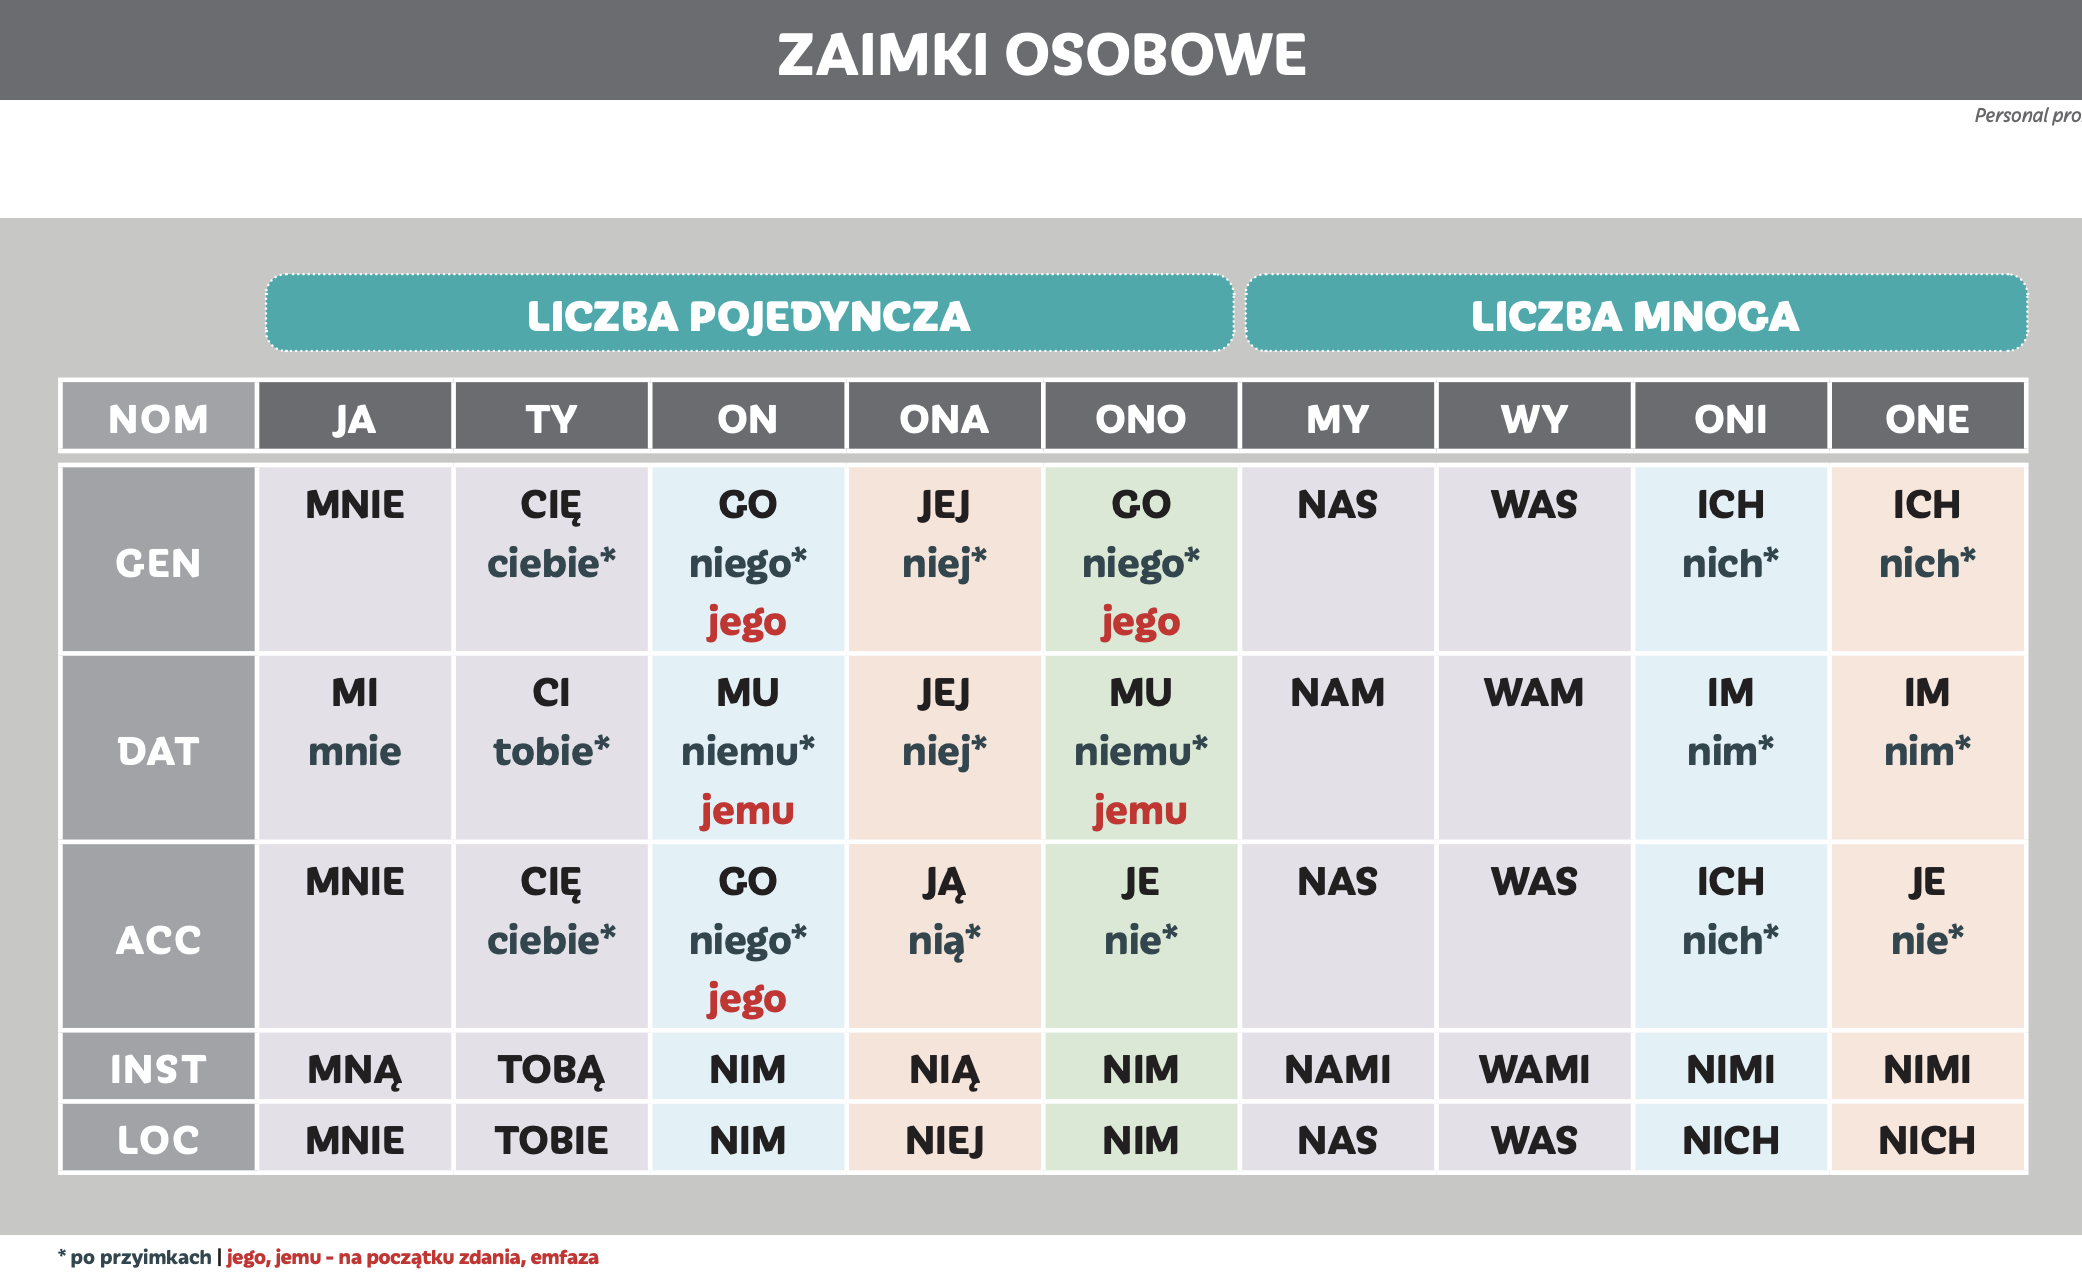 ZAIMKI OSOBOWE
Personal pro
LICZBA POJEDYNCZA LICZBA MNOGA
NOM JA TY ON ONA ONO MY WY ONI ONE
GEN MNIE CIĘ GO JEJ GO NAS WAS ICH ICH
ciebie* niego* niej* niego* nich* nich*
jego jego
DAT MI CI MU JEJ MU NAM WAM IM IM
mnie tobie* niemu* niej* niemu* nim* nim*
jemu jemu
ACC MNIE CIĘ GO JĄ JE NAS WAS ICH JE
ciebie* niego* nią* nie* nich* nie*
jego
INST MNĄ TOBĄ NIM NIĄ NIM NAMI WAMI NIMI NIMI
LOC MNIE TOBIE NIM NIEJ NIM NAS WAS NICH NICH
* po przyimkach | jego, jemu - na początku zdania, emfaza